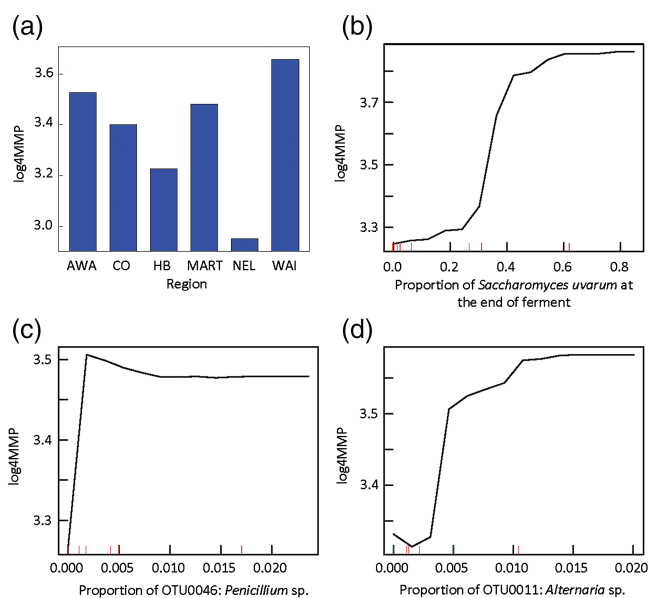 (a)
3.6
3.4
3.2
3.0
log4MMP
AWA CO HB MART NEL WAI
Region
(b)
3.7
3.5
3.3
log4MMP
0.0 0.2 0.4 0.6 0.8
Proportion of Saccharomyces uvarum at
the end of ferment
(c)
3.5
3.4
3.3
log4MMP
0.000 0.005 0.010 0.015 0.020
Proportion of OTU0046: Penicillium sp.
(d)
3.5
3.4
log4MMP
0.000 0.005 0.010 0.015 0.020
Proportion of OTU0011: Alternaria sp.